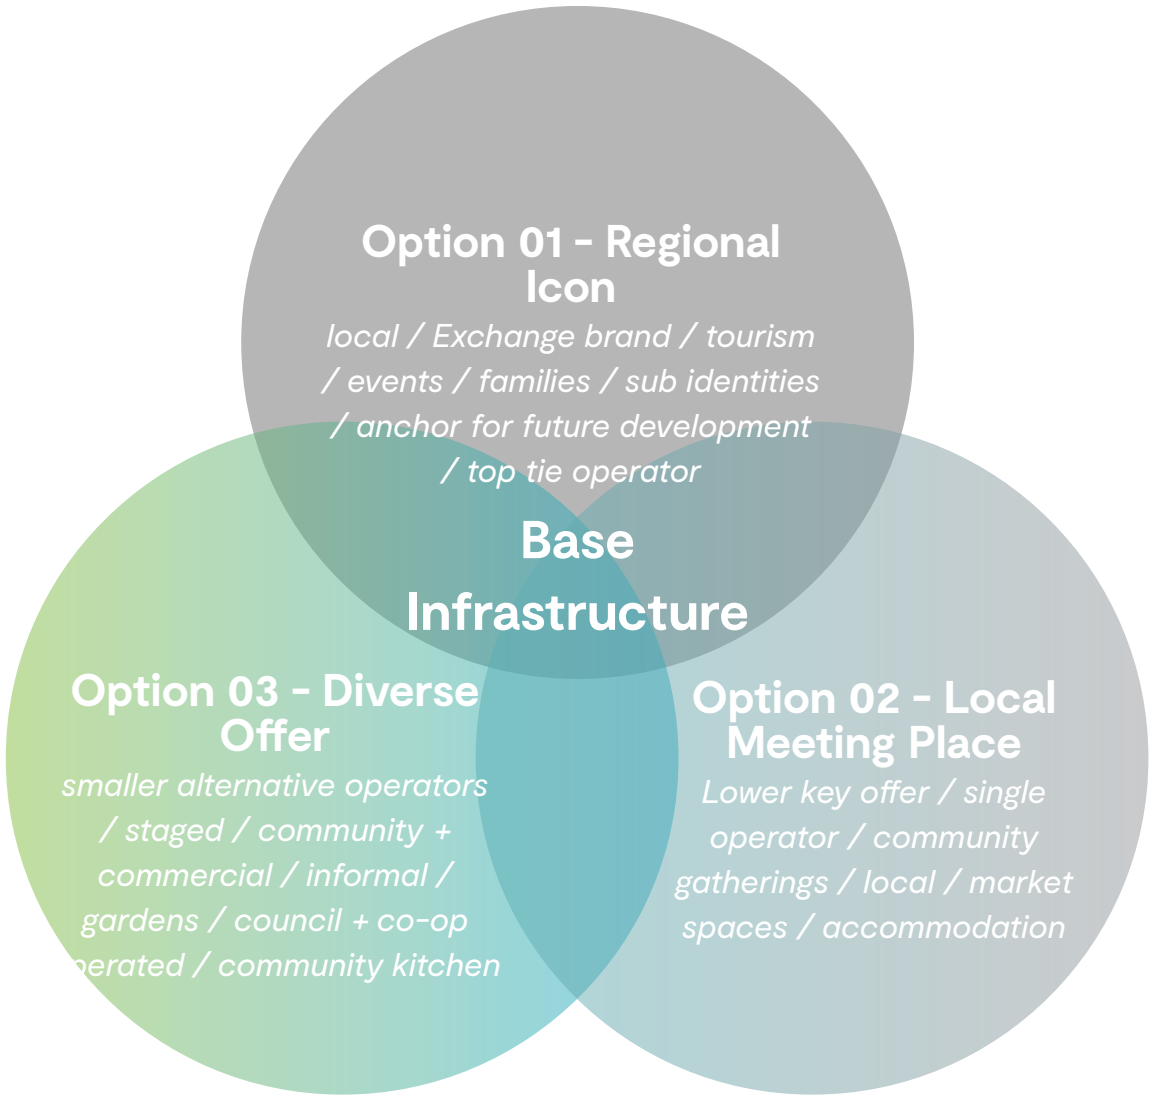 Option 01 - Regional
Icon
local / Exchange brand / tourism
/ events / families / sub identities
/ anchor for future development
/ top tie operator
Base
Infrastructure
Option 03 - Diverse
Offer
smaller alternative operators
/ staged / community +
commercial / informal /
gardens / council + co-op
perated / community kitchen
Option 02 - Local
Meeting Place
Lower key offer / single
operator / community
gatherings / local / market
spaces / accommodation